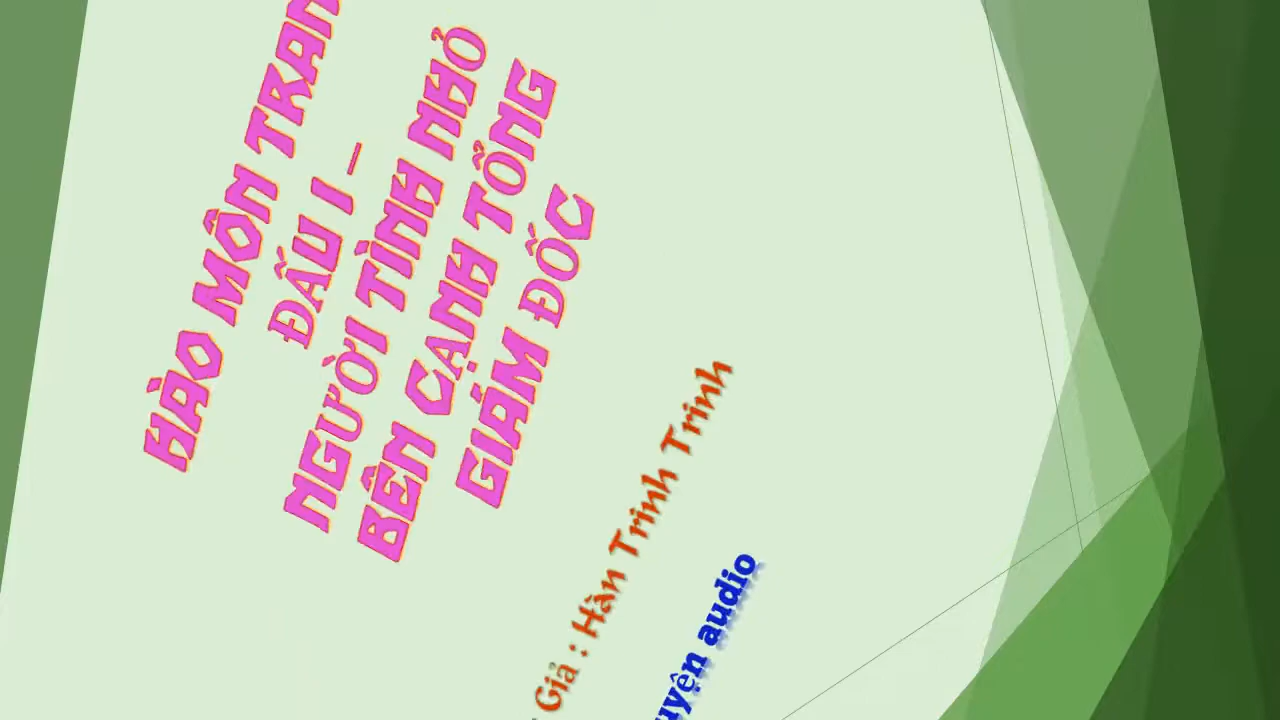 HÀO MÔN TRAN
ĐẤU I –
NGƯỜI TÌNH NHỎ
BÊN CẠNH TỔNG
GIÁM ĐỐC
Giả : Hàn Trinh Trinh
uyện audio